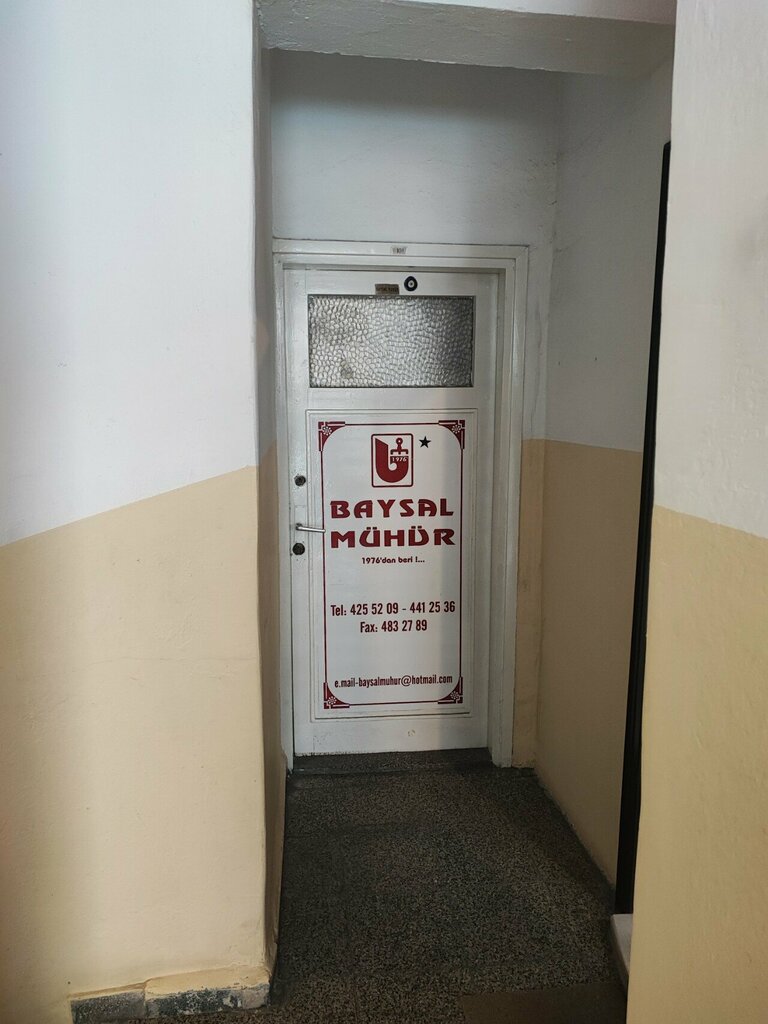 1976
BAYSAL
MÜHÜR
1976'dan beri !...
Tel: 425 52 09 - 441 25 36
Fax: 483 27 89
e.mail-baysalmuhur@hotmail.com